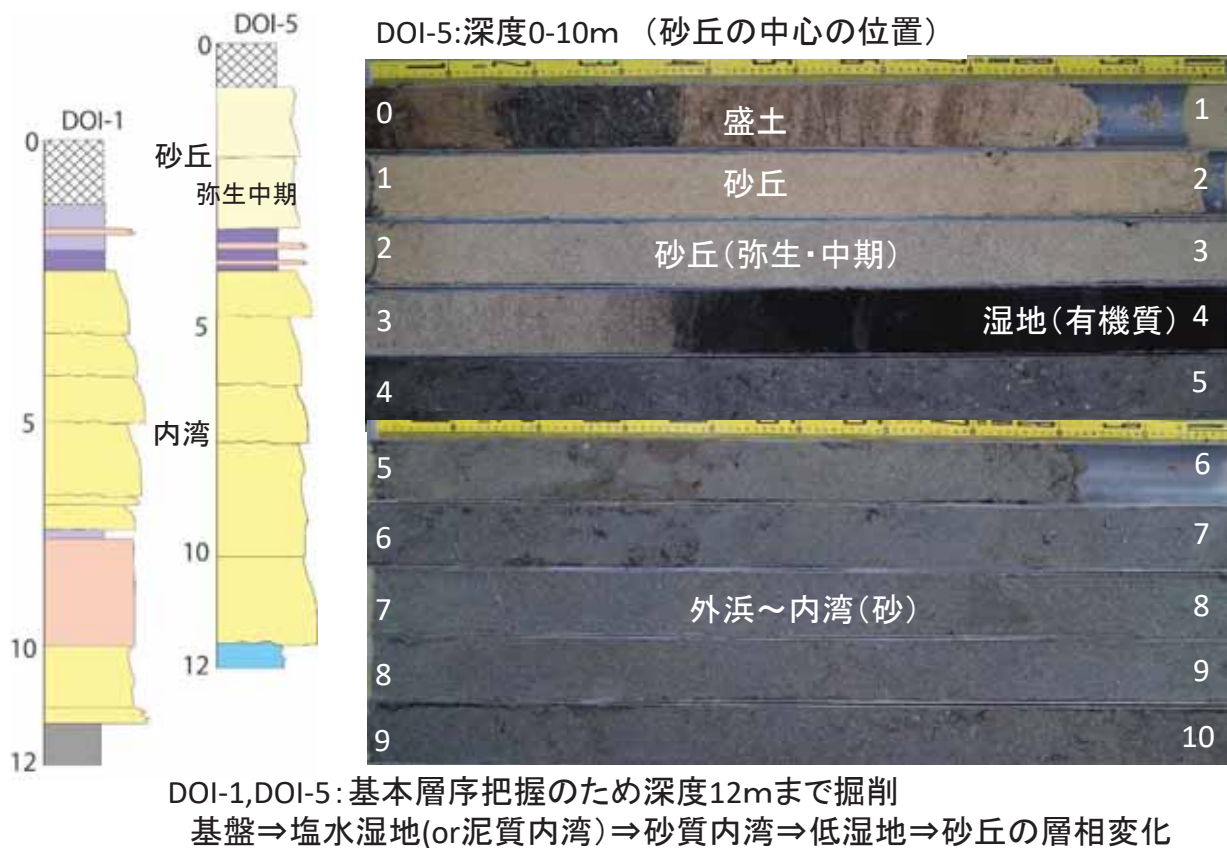 DOI-5
0
砂丘
弥生中期
5
内湾
10
12
DOI-1
0
5
10
12
DOI-5:深度0-10m (砂丘の中心の位置)
0 盛土 1
1 砂丘 2
2 砂丘(弥生・中期) 3
3 湿地(有機質) 4
4 5
5 6
6 7
7 外浜～内湾(砂) 8
8 9
9 10
DOI-1,DOI-5:基本層序把握のため深度12mまで掘削
基盤⇒塩水湿地(or泥質内湾)⇒砂質内湾⇒低湿地⇒砂丘の層相変化